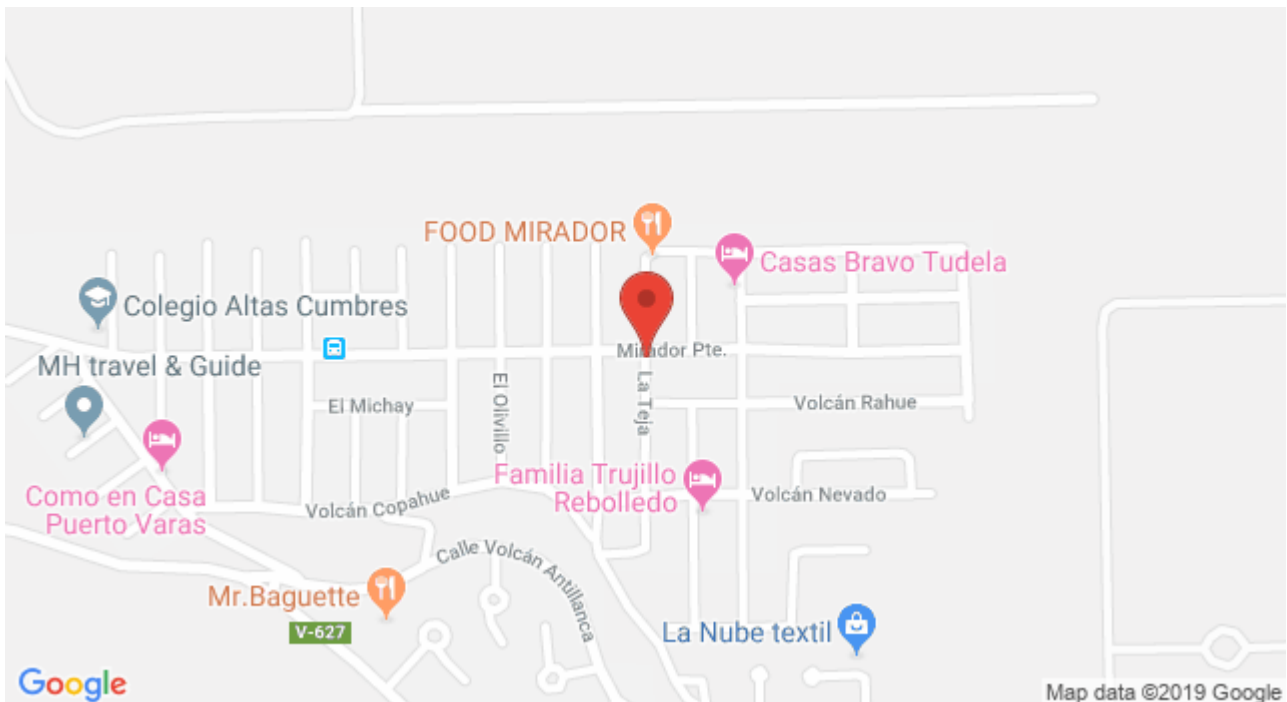 FOOD MIRADOR
Casas Bravo Tudela
Colegio Altas Cumbres
Mirador Pte.
MH travel & Guide
El Olivillo
La Teja
El Michay
Volcán Rahue
Familia Trujillo
Rebolledo
Volcán Nevado
Como en Casa
Puerto Varas
Volcán Copahue
Calle Volcán Antillanca
Mr.Baguette
V-627
La Nube textil
Google
Map data ©2019 Google